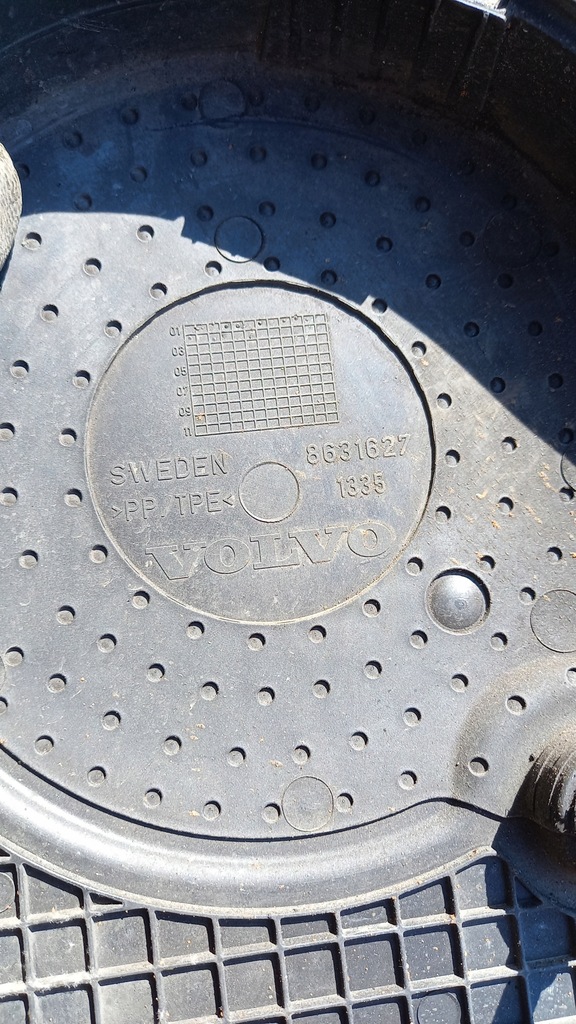 01
03
05
07
09
11
SWEDEN 8631627
>PP, TPE< 1335
VOLVO